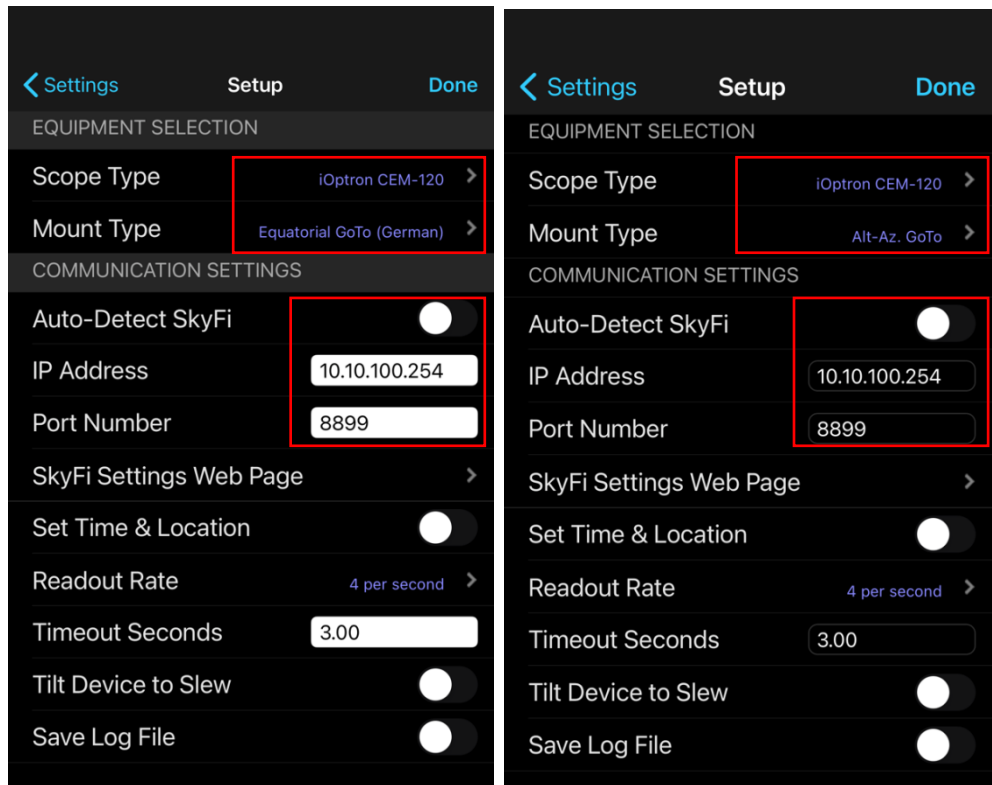 Settings Setup Done
EQUIPMENT SELECTION
Scope Type iOptron CEM-120
Mount Type Equatorial GoTo (German)
COMMUNICATION SETTINGS
Auto-Detect SkyFi
IP Address 10.10.100.254
Port Number 8899
SkyFi Settings Web Page
Set Time & Location
Readout Rate 4 per second
Timeout Seconds 3.00
Tilt Device to Slew
Save Log File
Settings Setup Done
EQUIPMENT SELECTION
Scope Type iOptron CEM-120
Mount Type Alt-Az. GoTo
COMMUNICATION SETTINGS
Auto-Detect SkyFi
IP Address 10.10.100.254
Port Number 8899
SkyFi Settings Web Page
Set Time & Location
Readout Rate 4 per second
Timeout Seconds 3.00
Tilt Device to Slew
Save Log File